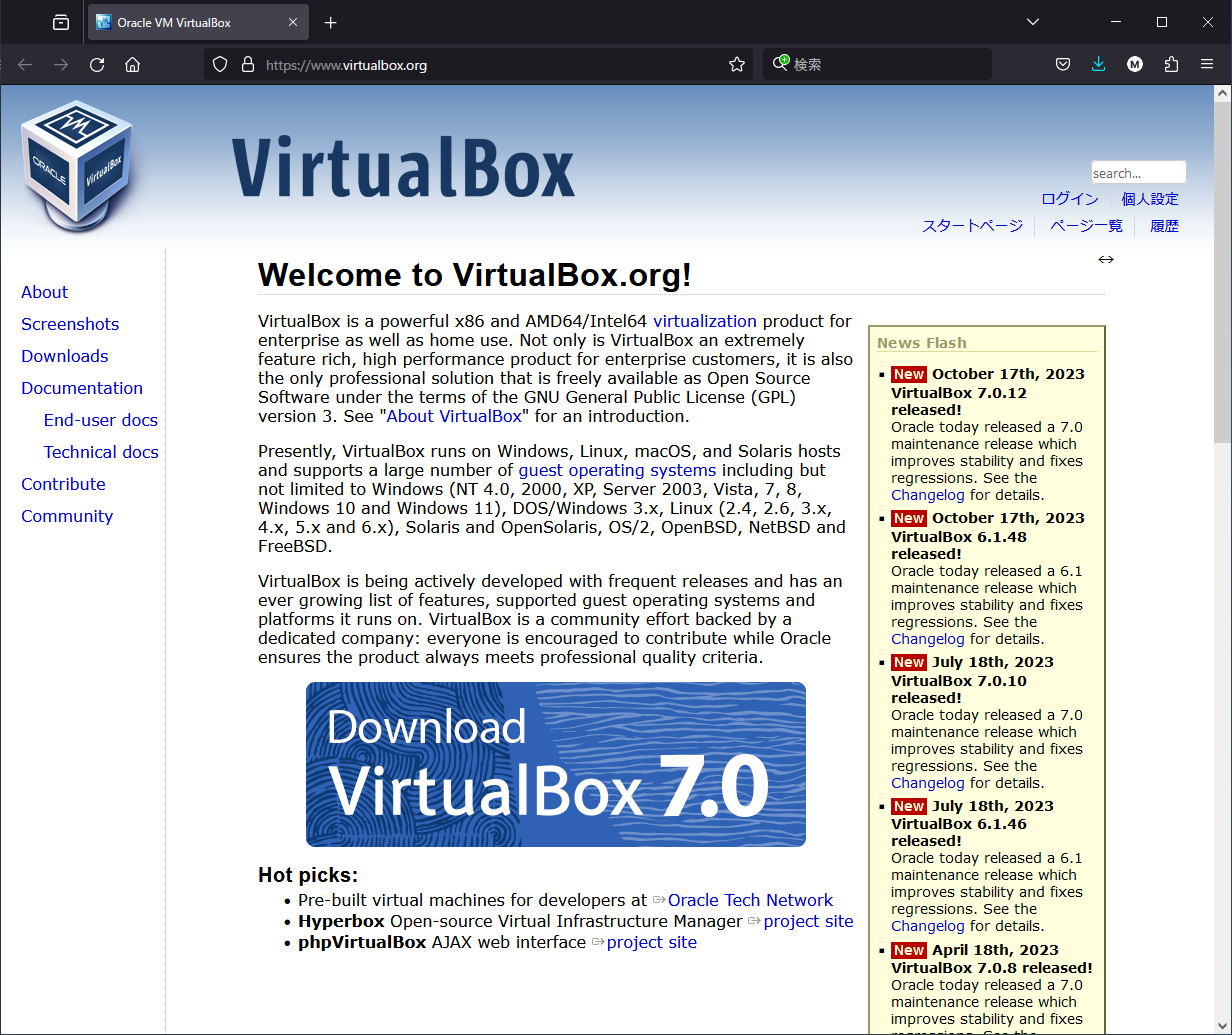 Oracle VM VirtualBox
https://www.virtualbox.org
検索
M
ORACLE
VirtualBox
VirtualBox
search...
ログイン 個人設定
スタートページ ページ一覧 履歴
About
Screenshots
Downloads
Documentation
End-user docs
Technical docs
Contribute
Community
Welcome to VirtualBox.org!
VirtualBox is a powerful x86 and AMD64/Intel64 virtualization product for
enterprise as well as home use. Not only is VirtualBox an extremely
feature rich, high performance product for enterprise customers, it is also
the only professional solution that is freely available as Open Source
Software under the terms of the GNU General Public License (GPL)
version 3. See "About VirtualBox" for an introduction.
Presently, VirtualBox runs on Windows, Linux, macOS, and Solaris hosts
and supports a large number of guest operating systems including but
not limited to Windows (NT 4.0, 2000, XP, Server 2003, Vista, 7, 8,
Windows 10 and Windows 11), DOS/Windows 3.x, Linux (2.4, 2.6, 3.x,
4.x, 5.x and 6.x), Solaris and OpenSolaris, OS/2, OpenBSD, NetBSD and
FreeBSD.
VirtualBox is being actively developed with frequent releases and has an
ever growing list of features, supported guest operating systems and
platforms it runs on. VirtualBox is a community effort backed by a
dedicated company: everyone is encouraged to contribute while Oracle
ensures the product always meets professional quality criteria.
Download
VirtualBox 7.0
Hot picks:
Pre-built virtual machines for developers at Oracle Tech Network
Hyperbox Open-source Virtual Infrastructure Manager project site
phpVirtualBox AJAX web interface project site
News Flash
New October 17th, 2023
VirtualBox 7.0.12
released!
Oracle today released a 7.0
maintenance release which
improves stability and fixes
regressions. See the
Changelog for details.
New October 17th, 2023
VirtualBox 6.1.48
released!
Oracle today released a 6.1
maintenance release which
improves stability and fixes
regressions. See the
Changelog for details.
New July 18th, 2023
VirtualBox 7.0.10
released!
Oracle today released a 7.0
maintenance release which
improves stability and fixes
regressions. See the
Changelog for details.
New July 18th, 2023
VirtualBox 6.1.46
released!
Oracle today released a 6.1
maintenance release which
improves stability and fixes
regressions. See the
Changelog for details.
New April 18th, 2023
VirtualBox 7.0.8 released!
Oracle today released a 7.0
maintenance release which
improves stability and fixes
regressions. See the